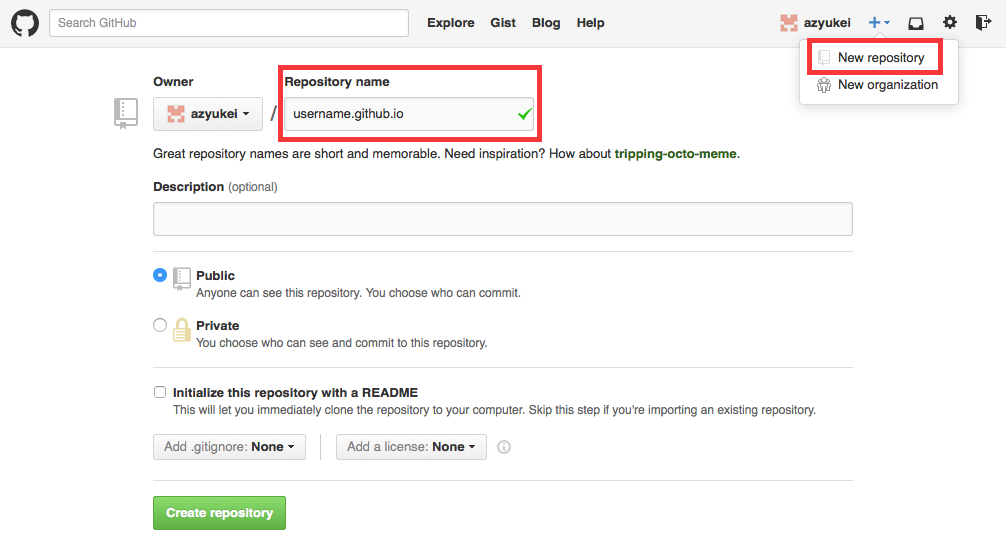 Search GitHub
Explore Gist Blog Help
azyukei
New repository
New organization
Owner
Repository name
azyukei / username.github.io
Great repository names are short and memorable. Need inspiration? How about tripping-octo-meme.
Description (optional)
Public
Anyone can see this repository. You choose who can commit.
Private
You choose who can see and commit to this repository.
Initialize this repository with a README
This will let you immediately clone the repository to your computer. Skip this step if you're importing an existing repository.
Add .gitignore: None
Add a license: None
Create repository